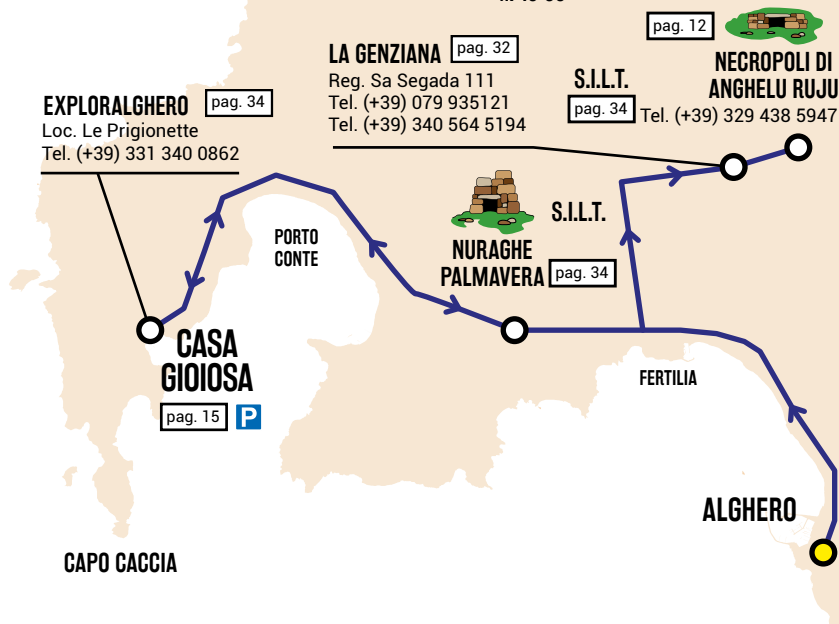 pag. 12
NECROPOLI DI
ANGHELU RUJU
Tel. (+39) 329 438 5947
S.I.L.T.
pag. 34
LA GENZIANA
pag. 32
Reg. Sa Segada 111
Tel. (+39) 079 935121
Tel. (+39) 340 564 5194
EXPLORALGHERO
pag. 34
Loc. Le Prigionette
Tel. (+39) 331 340 0862
PORTO
CONTE
S.I.L.T.
NURAGHE
PALMAVERA
pag. 34
CASA
GIOIOSA
pag. 15
P
FERTILIA
ALGHERO
CAPO CACCIA